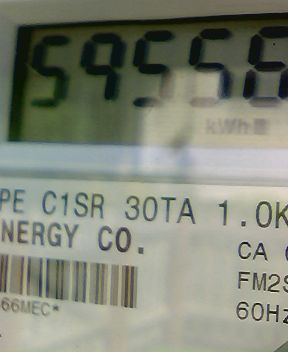 59556
kWh
PE C1SR 30TA 1.0K
NERGY CO.
CA
FM2S
66MEC*
60Hz